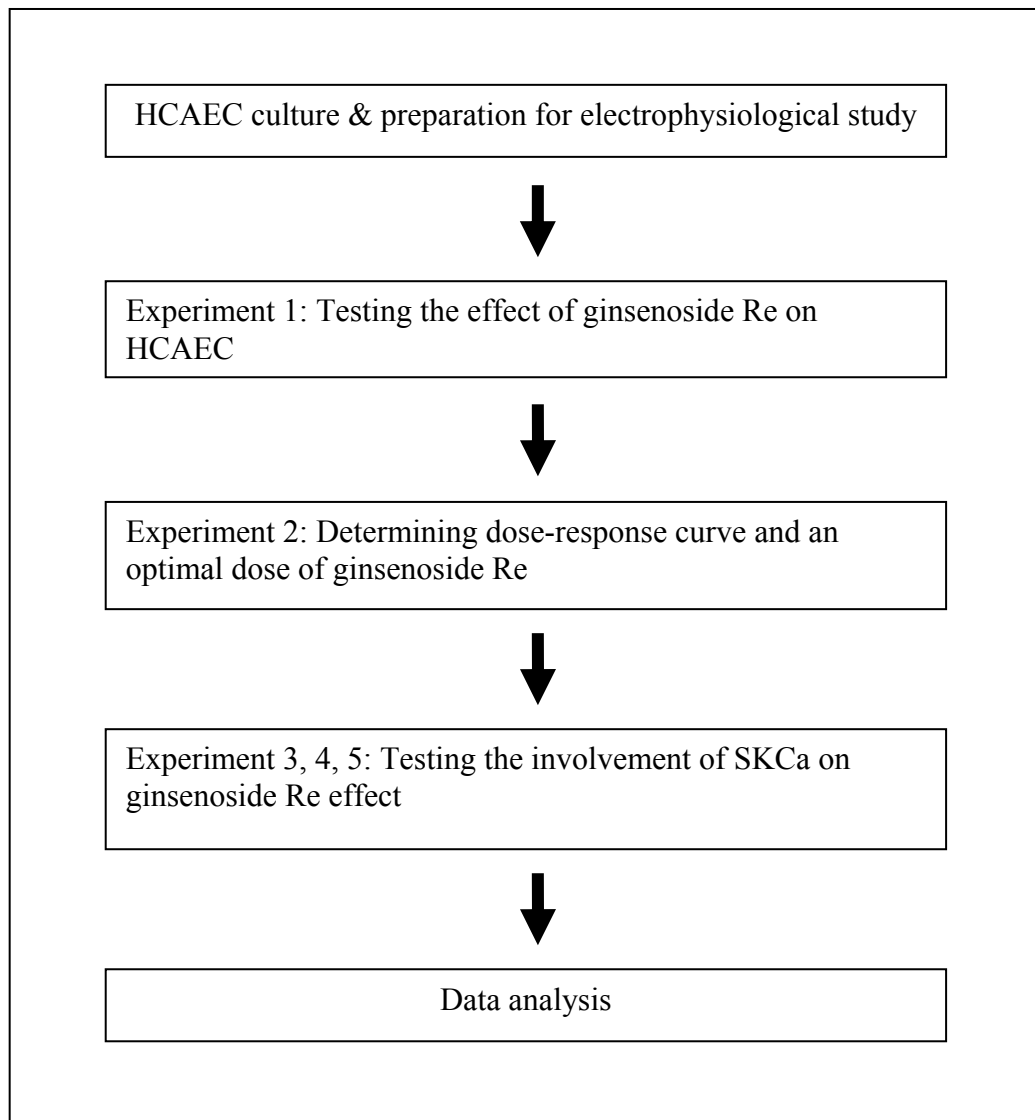 HCAEC culture & preparation for electrophysiological study
Experiment 1: Testing the effect of ginsenoside Re on
HCAEC
Experiment 2: Determining dose-response curve and an
optimal dose of ginsenoside Re
Experiment 3, 4, 5: Testing the involvement of SKCa on
ginsenoside Re effect
Data analysis